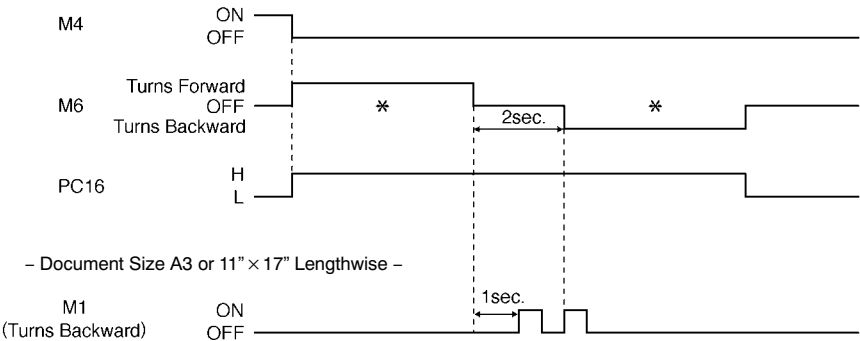 M4 ON
OFF
Turns Forward
M6 OFF * *
Turns Backward 2sec.
H
PC16
L
– Document Size A3 or 11”×17” Lengthwise –
1sec.
M1 ON
(Turns Backward) OFF